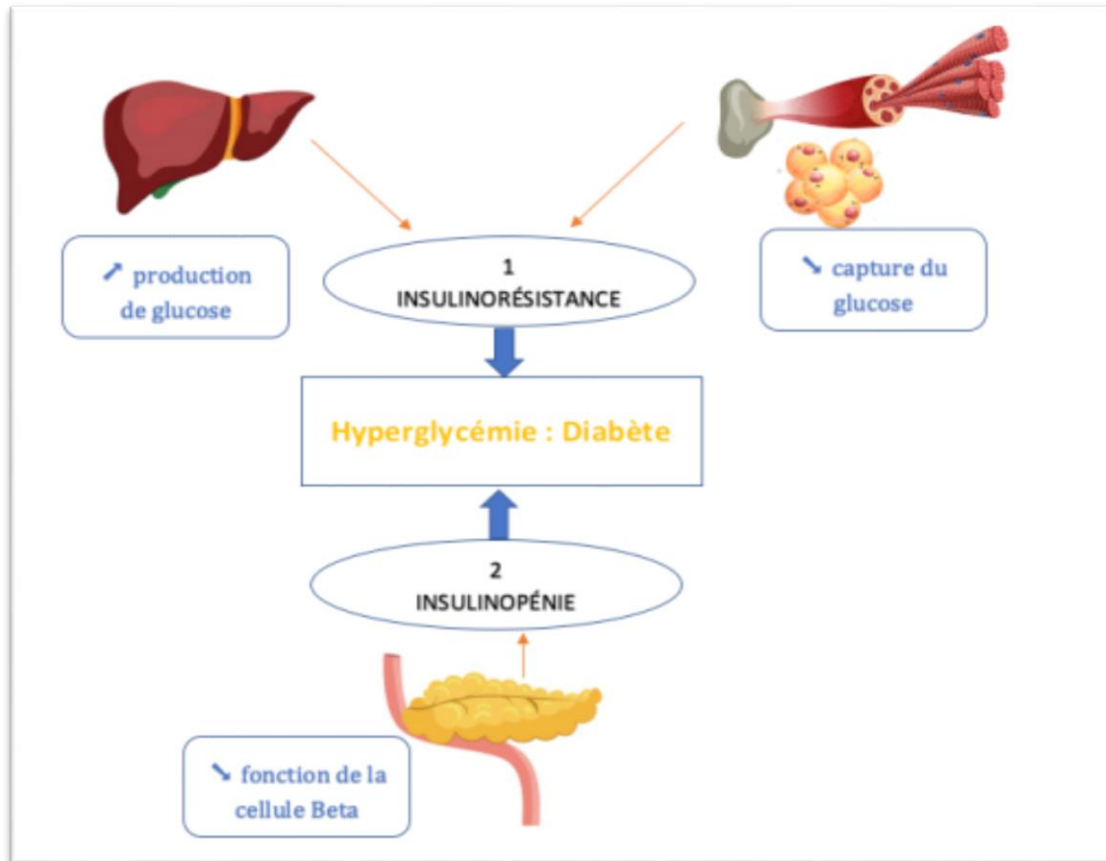 ↗ production
de glucose
1
INSULINORÉSISTANCE
↘ capture du
glucose
Hyperglycémie : Diabète
2
INSULINOPÉNIE
↘ fonction de la
cellule Beta